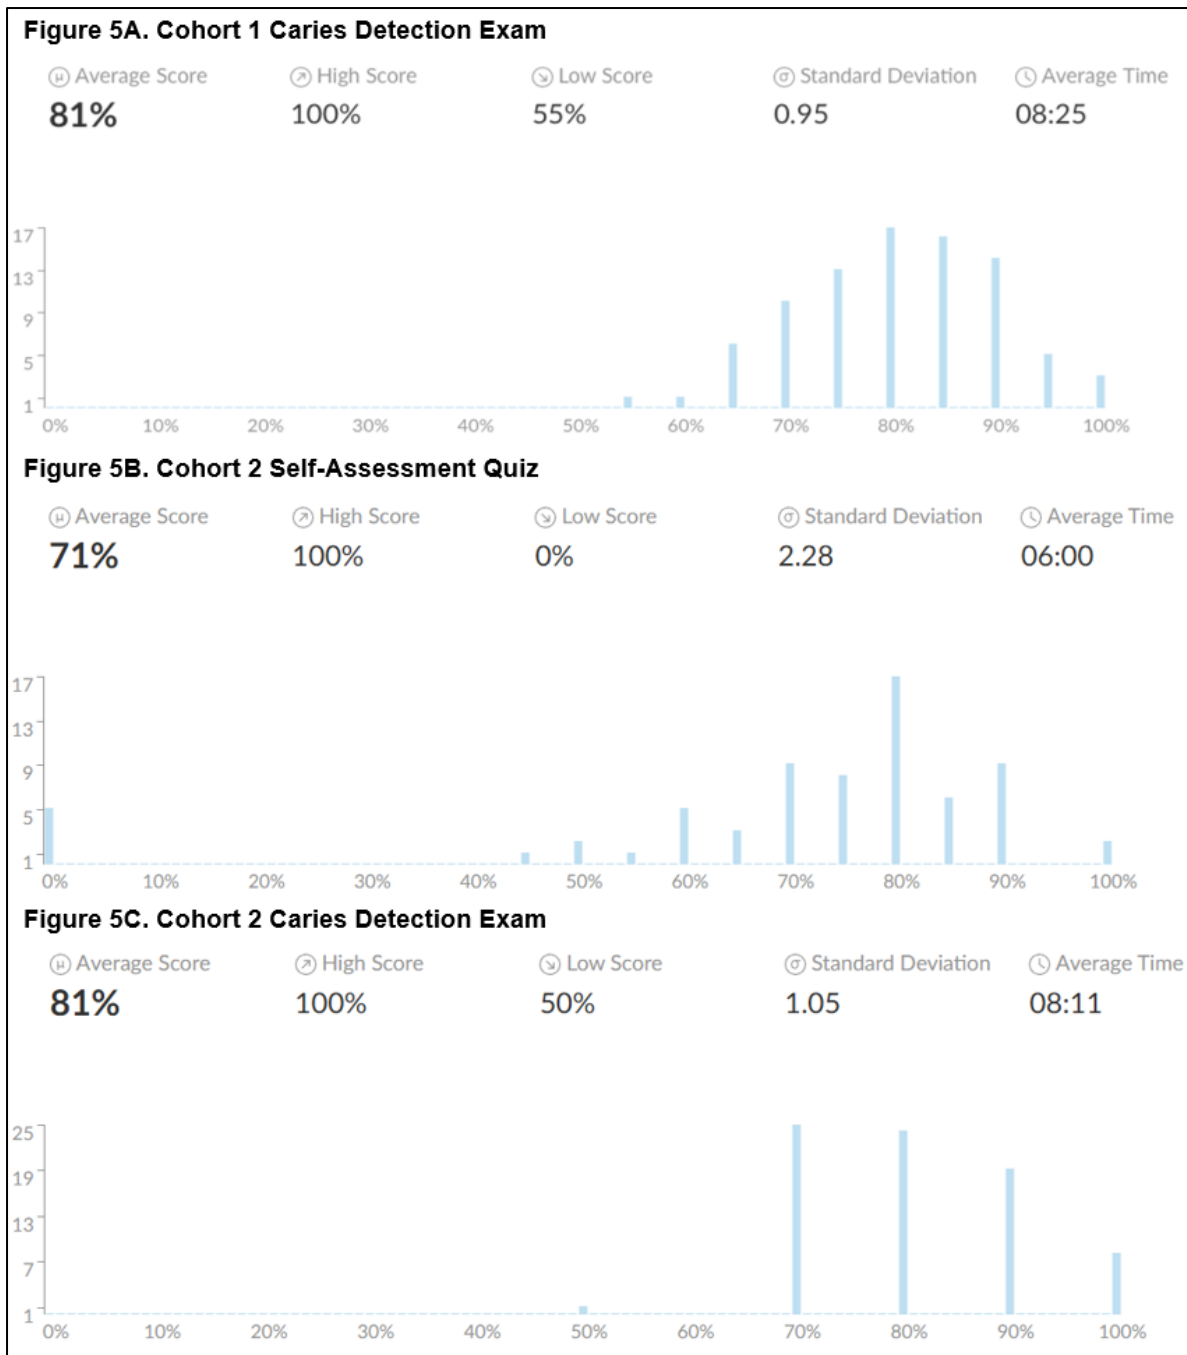 Figure 5A. Cohort 1 Caries Detection Exam
μ Average Score High Score Low Score σ Standard Deviation Average Time
81% 100% 55% 0.95 08:25
17
13
9
5
1
0% 10% 20% 30% 40% 50% 60% 70% 80% 90% 100%
Figure 5B. Cohort 2 Self-Assessment Quiz
μ Average Score High Score Low Score σ Standard Deviation Average Time
71% 100% 0% 2.28 06:00
17
13
9
5
1
0% 10% 20% 30% 40% 50% 60% 70% 80% 90% 100%
Figure 5C. Cohort 2 Caries Detection Exam
μ Average Score High Score Low Score σ Standard Deviation Average Time
81% 100% 50% 1.05 08:11
25
19
13
7
1
0% 10% 20% 30% 40% 50% 60% 70% 80% 90% 100%